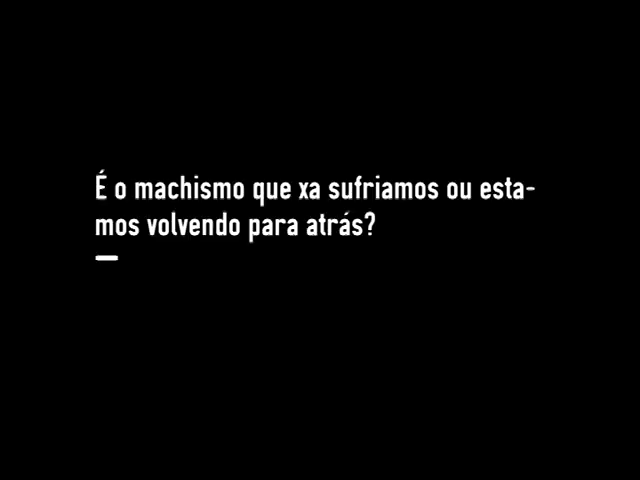 É o machismo que xa sufriamos ou esta-
mos volvendo para atrás?